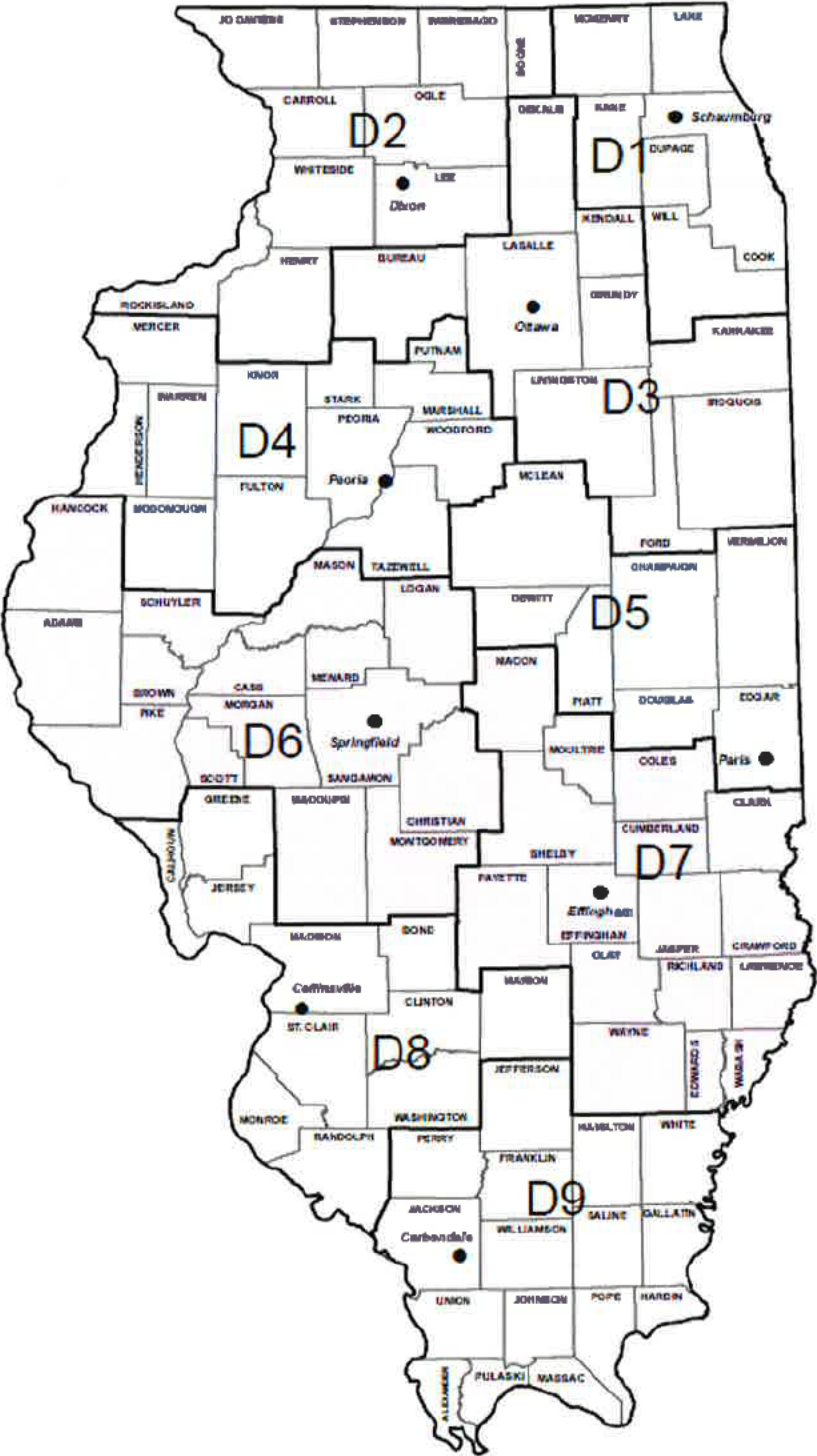 JO DAVIESS
STEPHENSON
WINNEBAGO
BOONE
MCHENRY
LAKE
CARROLL
OGLE
DEKALB
KANE
Schaumburg
D2
D1
DUPAGE
WHITESIDE
LEE
Dixon
KENDALL
WILL
LASALLE
COOK
HENRY
BUREAU
ROCK ISLAND
GRUNDY
Ottawa
MERCER
KANKAKEE
PUTNAM
KNOX
STARK
LIVINGSTON
D3
WARREN
IROQUOIS
HENDERSON
MARSHALL
PEORIA
WOODFORD
D4
Peoria
MCLEAN
FULTON
HANCOCK
MCDONOUGH
FORD
VERMILION
MASON
TAZEWELL
CHAMPAIGN
LOGAN
SCHUYLER
DEWITT
ADAMS
D5
MACON
MENARD
BROWN
CASS
PIATT
DOUGLAS
EDGAR
PIKE
MORGAN
D6
Springfield
MOULTRIE
COLES
Paris
SCOTT
SANGAMON
GREENE
MACOUPIN
CLARK
CHRISTIAN
CUMBERLAND
MONTGOMERY
CALHOUN
SHELBY
D7
FAYETTE
JERSEY
Effingham
BOND
MADISON
EFFINGHAM
JASPER
CRAWFORD
CLAY
RICHLAND
LAWRENCE
MARION
Collinsville
CLINTON
ST. CLAIR
WAYNE
D8
EDWARDS
WABASH
JEFFERSON
MONROE
WASHINGTON
RANDOLPH
PERRY
HAMILTON
WHITE
FRANKLIN
D9
JACKSON
SALINE
GALLATIN
WILLIAMSON
Carbondale
UNION
JOHNSON
POPE
HARDIN
ALEXANDER
PULASKI
MASSAC